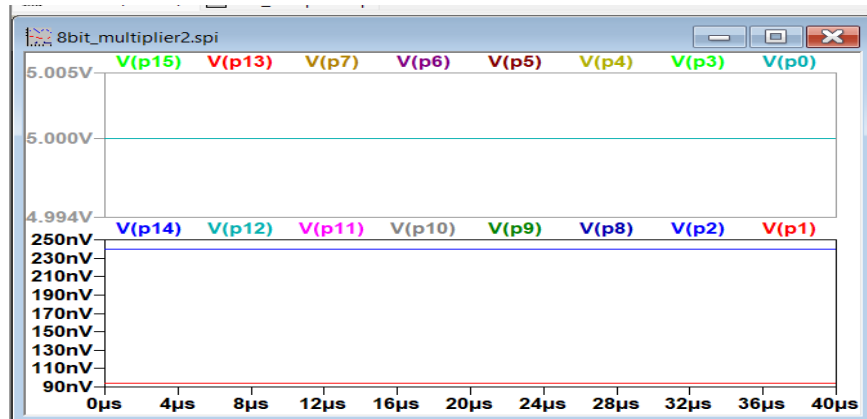 8bit_multiplier2.spi
V(p15) V(p13) V(p7) V(p6) V(p5) V(p4) V(p3) V(p0)
5.005V
5.000V
4.994V
V(p14) V(p12) V(p11) V(p10) V(p9) V(p8) V(p2) V(p1)
250nV
230nV
210nV
190nV
170nV
150nV
130nV
110nV
90nV
0µs 4µs 8µs 12µs 16µs 20µs 24µs 28µs 32µs 36µs 40µs